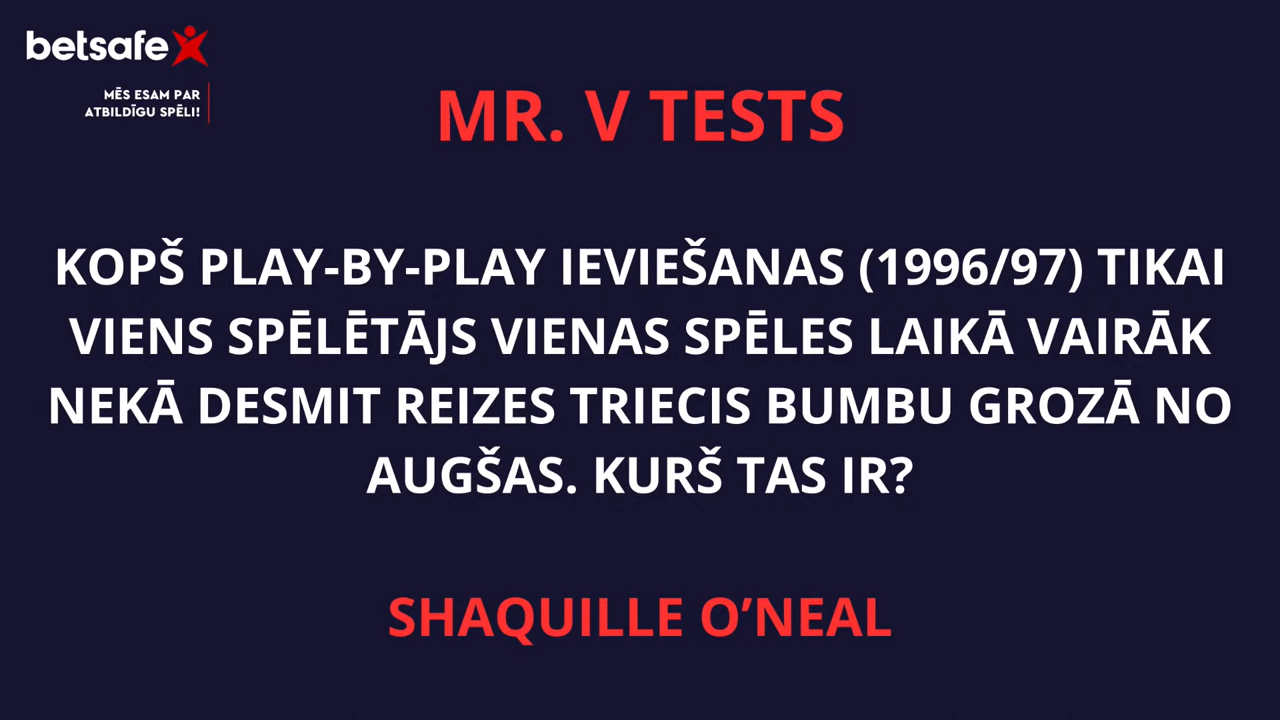 betsafe
MĒS ESAM PAR
ATBILDĪGU SPĒLI!
MR. V TESTS
KOPŠ PLAY-BY-PLAY IEVIEŠANAS (1996/97) TIKAI
VIENS SPĒLĒTĀJS VIENAS SPĒLES LAIKĀ VAIRĀK
NEKĀ DESMIT REIZES TRIECIS BUMBU GROZĀ NO
AUGŠAS. KURŠ TAS IR?
SHAQUILLE O’NEAL